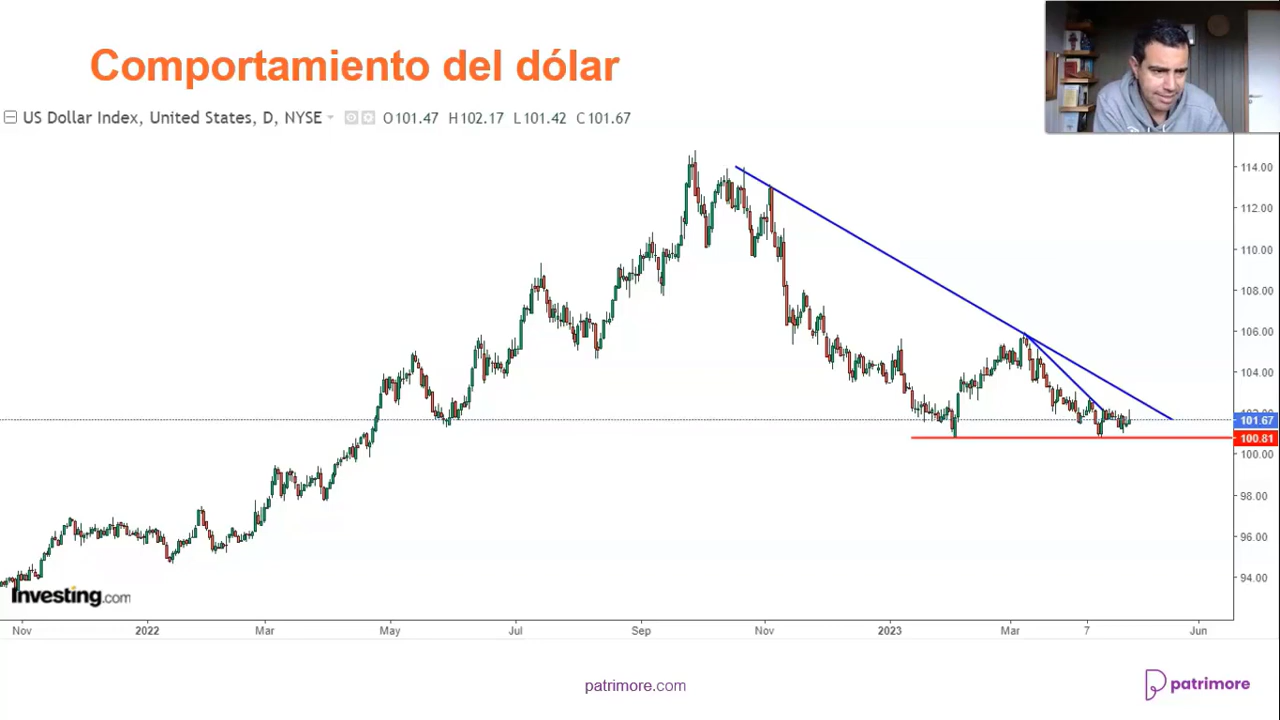 Comportamiento del dólar
US Dollar Index, United States, D, NYSE O101.47 H102.17 L101.42 C101.67
114.00
112.00
110.00
108.00
106.00
104.00
101.67
100.81
100.00
98.00
96.00
94.00
Investing.com
Nov 2022 Mar May Jul Sep Nov 2023 Mar 7 Jun
patrimore.com
patrimore